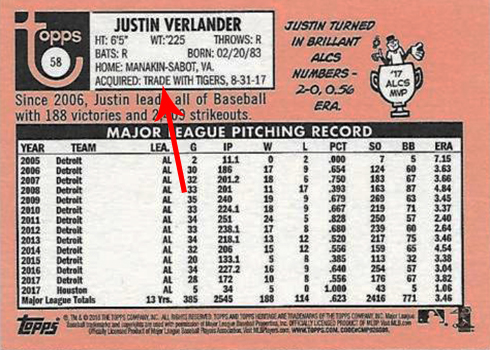 topps
58
JUSTIN VERLANDER
HT: 6'5" WT: 225 THROWS: R
BATS: R BORN: 02/20/83
HOME: MANAKIN-SABOT, VA.
ACQUIRED: TRADE WITH TIGERS, 8-31-17
JUSTIN TURNED
IN BRILLANT
ALCS
NUMBERS -
2-0, 0.56
ERA.
'17
ALCS
MVP
Since 2006, Justin leads all of Baseball
with 188 victories and strikeouts.
MAJOR LEAGUE PITCHING RECORD
YEAR TEAM LEA. G IP W L PCT SO BB ERA
2005 Detroit AL 2 11.1 0 2 .000 7 5 7.15
2006 Detroit AL 30 186 17 9 .654 124 60 3.63
2007 Detroit AL 32 201.2 18 6 .750 183 67 3.66
2008 Detroit AL 33 201 11 17 .393 163 87 4.84
2009 Detroit AL 35 240 19 9 .679 269 63 3.45
2010 Detroit AL 33 224.1 18 9 .667 219 71 3.37
2011 Detroit AL 34 251 24 5 .828 250 57 2.40
2012 Detroit AL 33 238.1 17 8 .680 239 60 2.64
2013 Detroit AL 34 218.1 13 12 .520 217 75 3.46
2014 Detroit AL 32 206 15 12 .556 159 65 4.54
2015 Detroit AL 20 133.1 5 8 .385 113 32 3.38
2016 Detroit AL 34 227.2 16 9 .640 254 57 3.04
2017 Detroit AL 28 172 10 8 .556 176 67 3.82
2017 Houston AL 5 34 5 0 1.000 43 5 1.06
Major League Totals 13 Yrs. 385 2545 188 114 .623 2416 771 3.46
topps